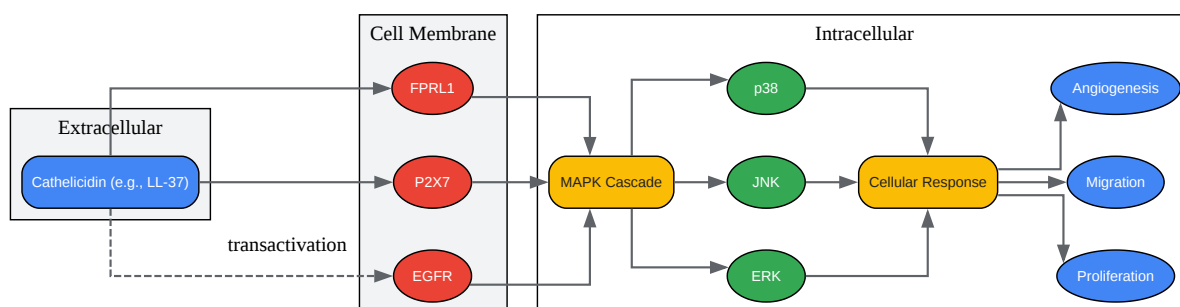 Cell Membrane
Intracellular
FPRL1
p38
Angiogenesis
Extracellular
Cathelicidin (e.g., LL-37)
P2X7
MAPK Cascade
JNK
Cellular Response
Migration
transactivation
EGFR
ERK
Proliferation